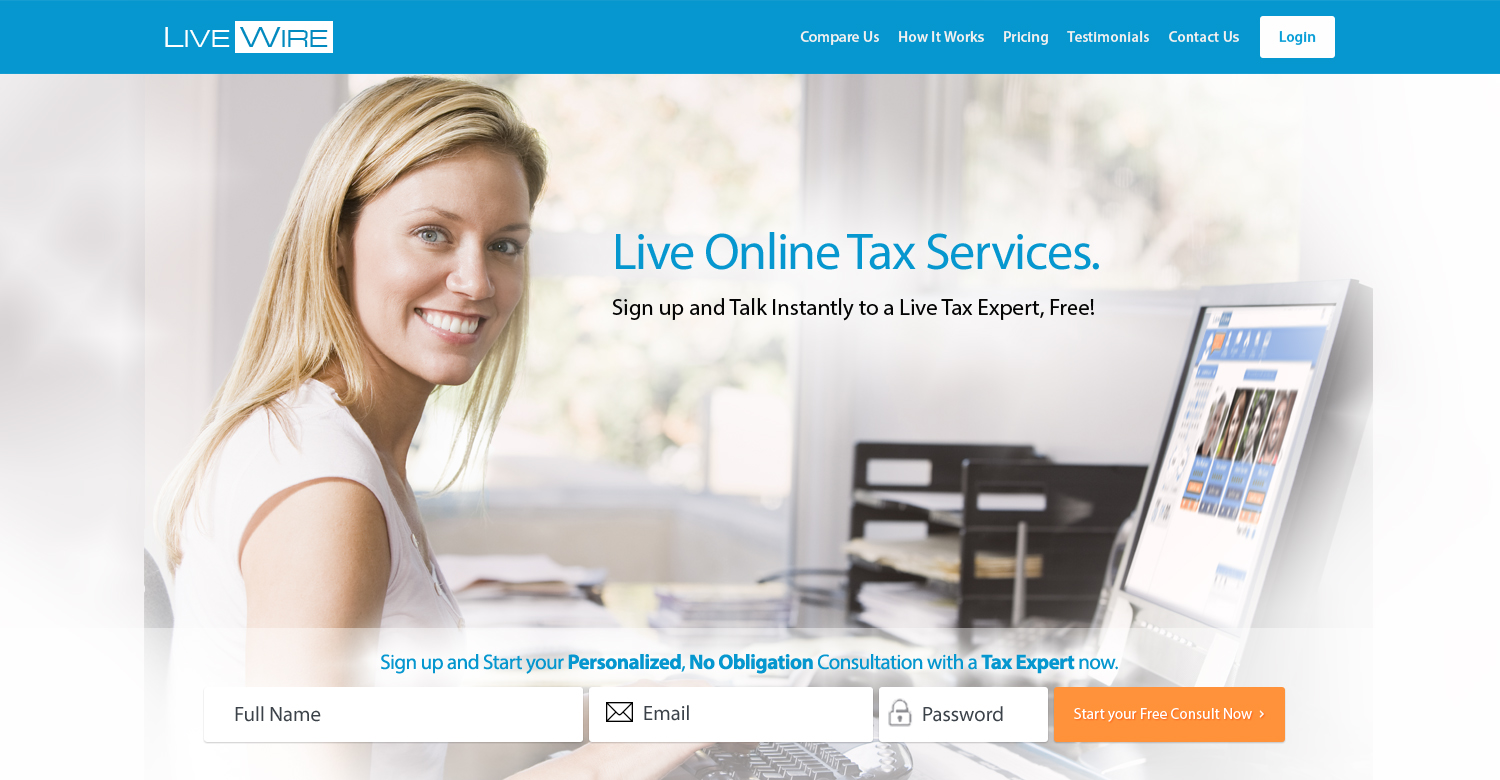 LIVE WIRE
Compare Us How It Works Pricing Testimonials Contact Us Login
Live Online Tax Services.
Sign up and Talk Instantly to a Live Tax Expert, Free!
Sign up and Start your Personalized, No Obligation Consultation with a Tax Expert now.
Full Name Email Password Start your Free Consult Now ›